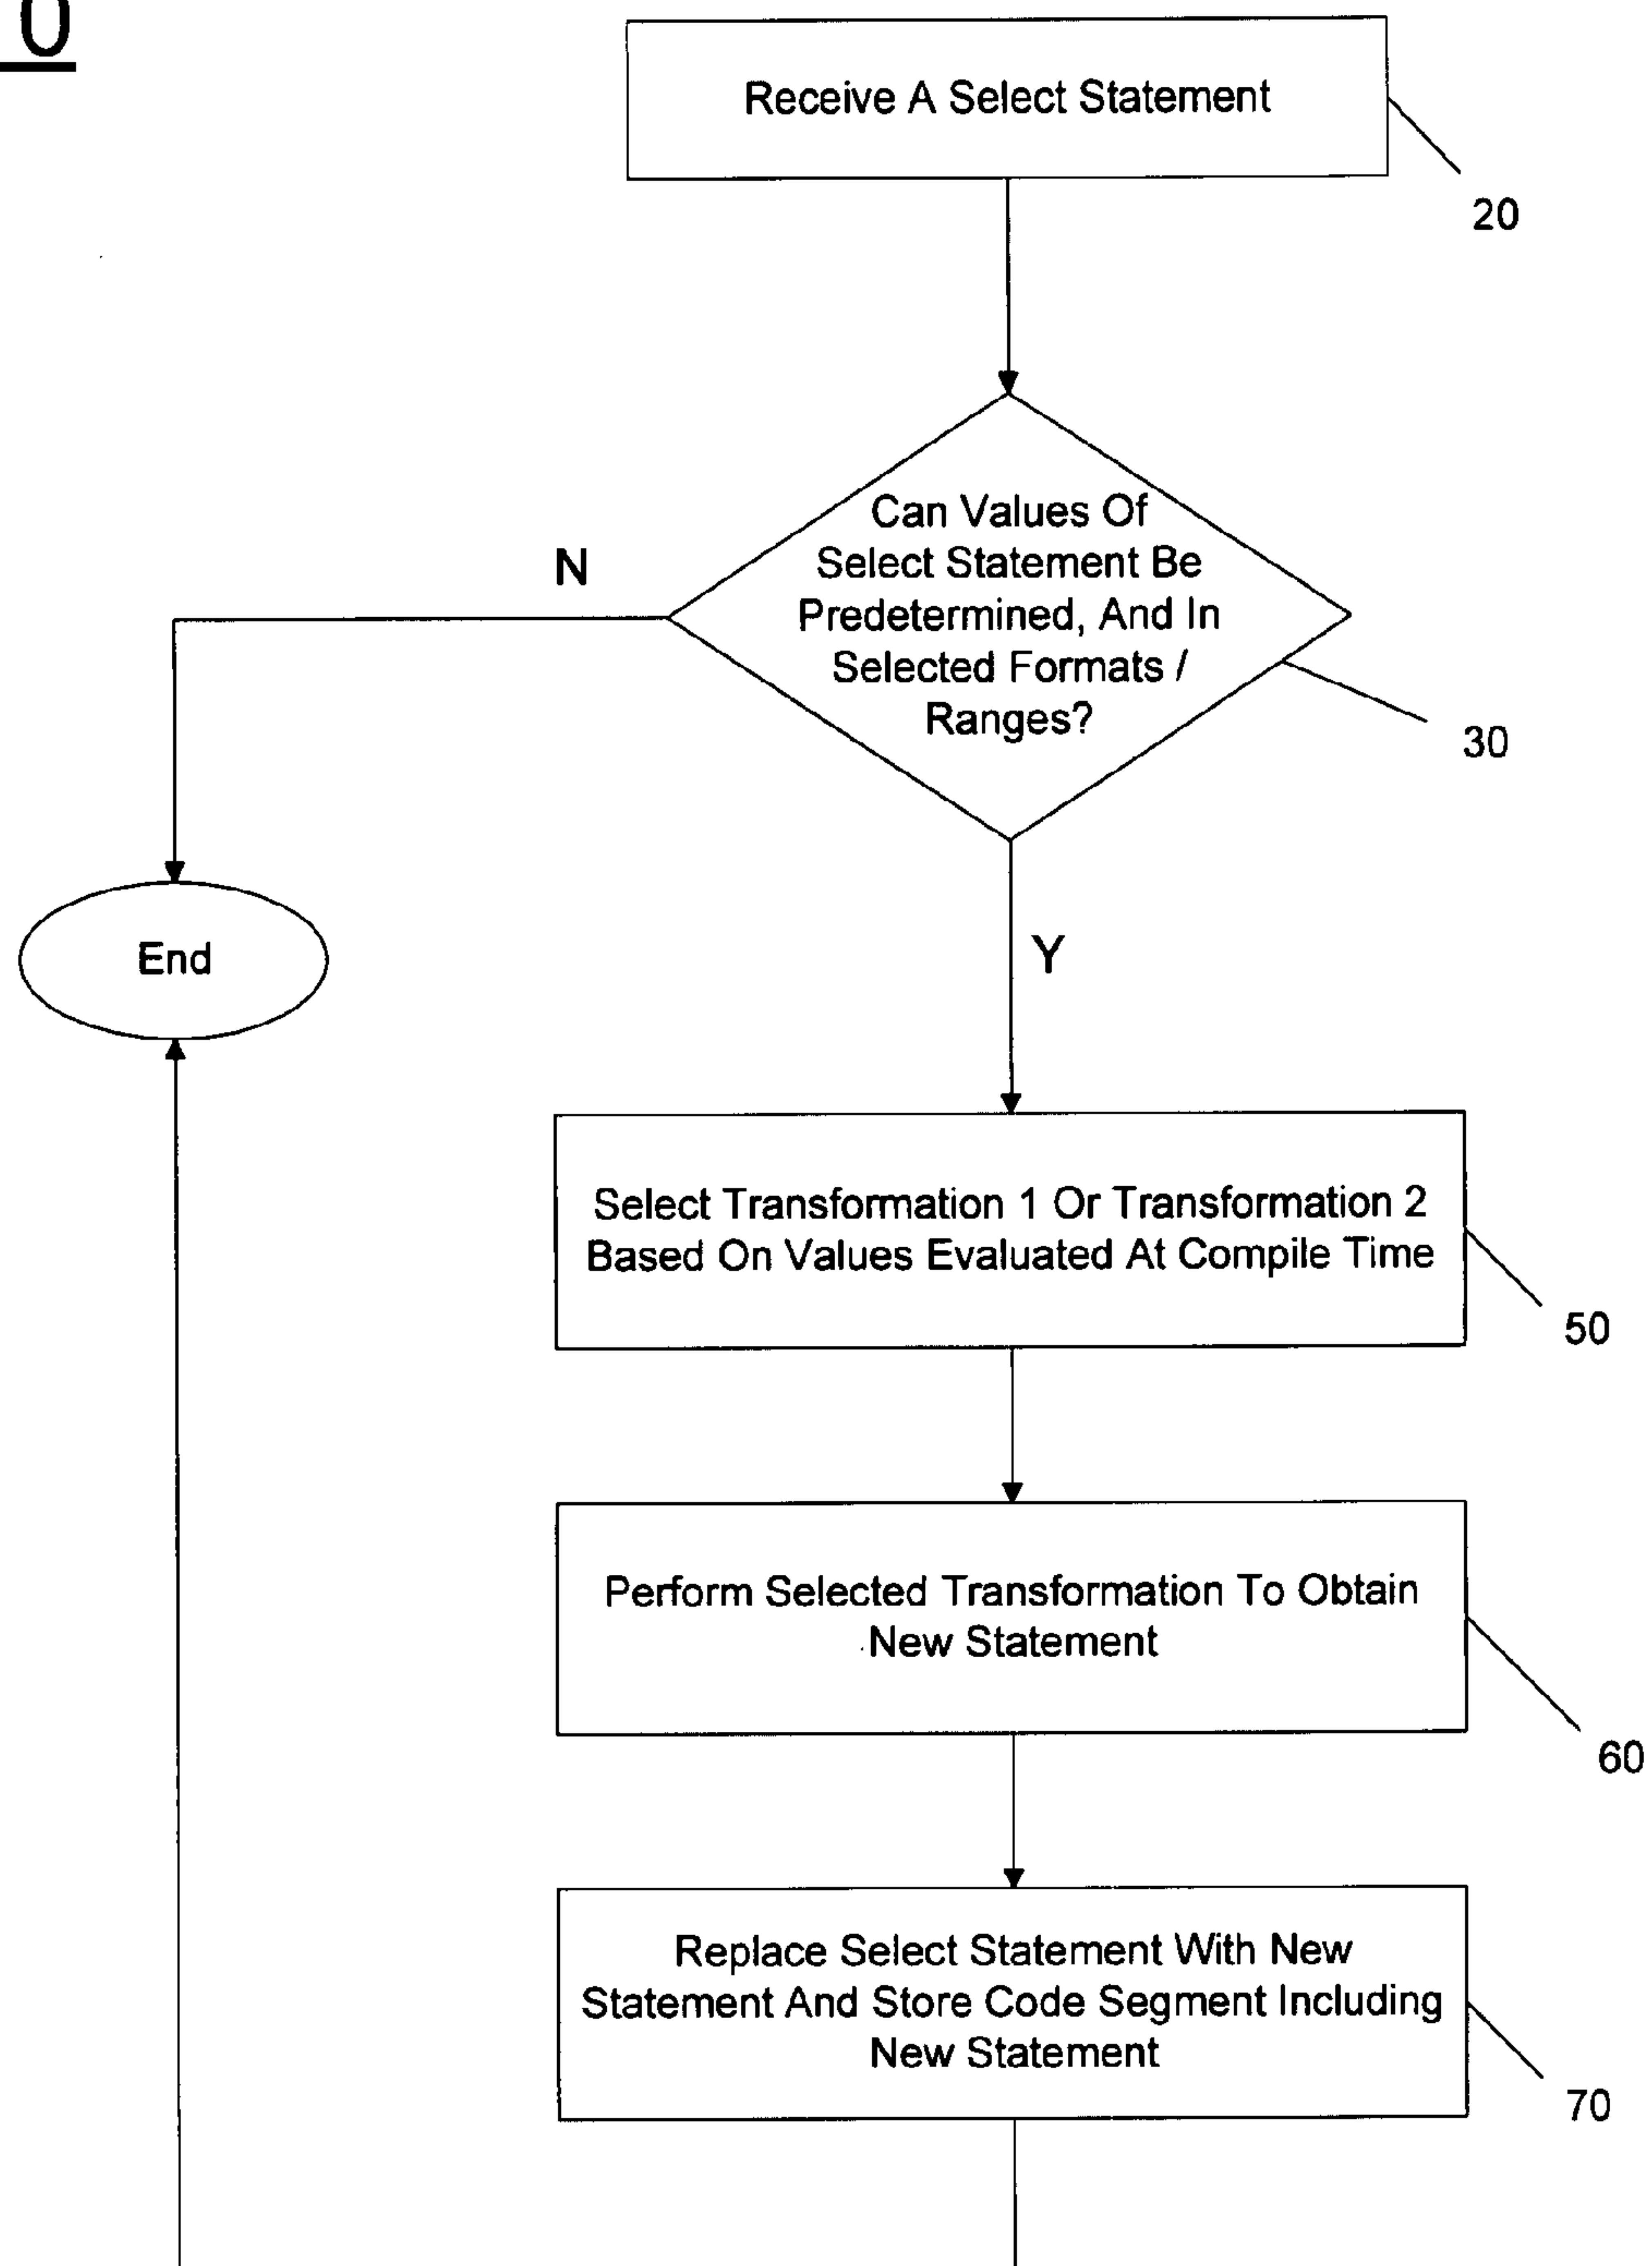 0
Receive A Select Statement
20
Can Values Of
Select Statement Be
Predetermined, And In
Selected Formats /
Ranges?
N
30
End
Y
Select Transformation 1 Or Transformation 2
Based On Values Evaluated At Compile Time
50
Perform Selected Transformation To Obtain
New Statement
60
Replace Select Statement With New
Statement And Store Code Segment Including
New Statement
70